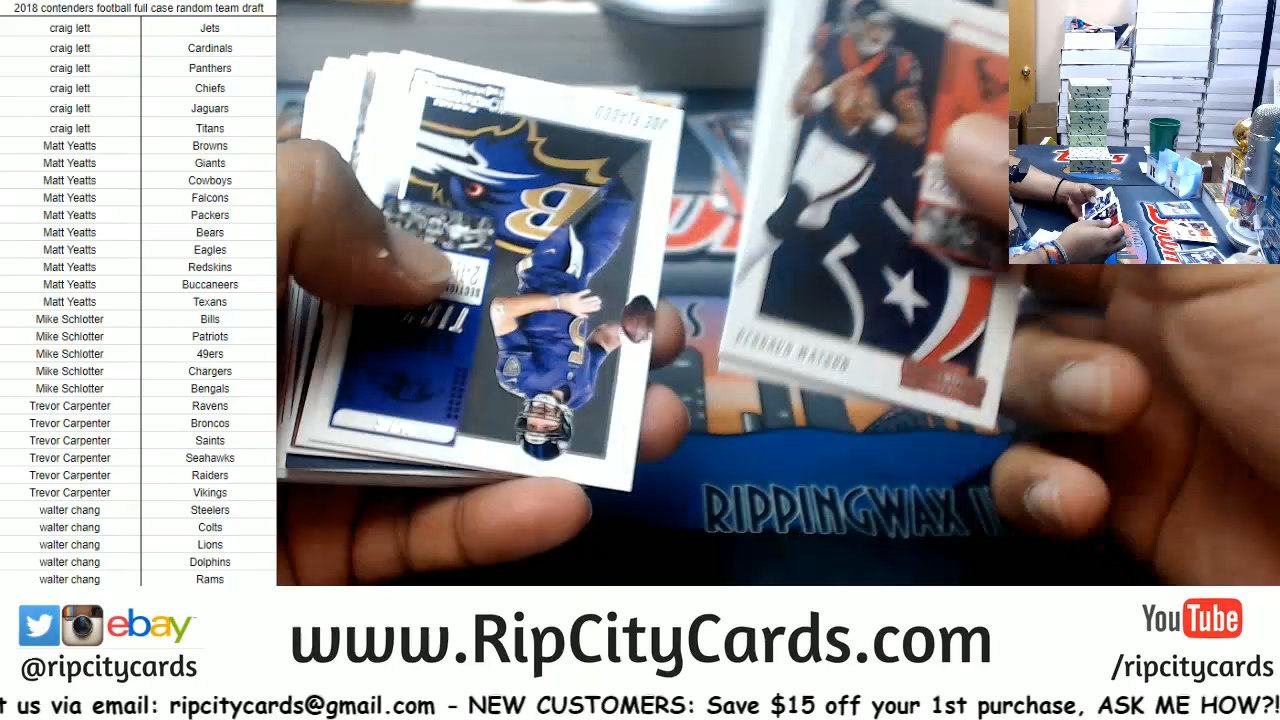 2018 contenders football full case random team draft
craig lett Jets
craig lett Cardinals
craig lett Panthers
craig lett Chiefs
craig lett Jaguars
craig lett Titans
Matt Yeatts Browns
Matt Yeatts Giants
Matt Yeatts Cowboys
Matt Yeatts Falcons
Matt Yeatts Packers
Matt Yeatts Bears
Matt Yeatts Eagles
Matt Yeatts Redskins
Matt Yeatts Buccaneers
Matt Yeatts Texans
Mike Schlotter Bills
Mike Schlotter Patriots
Mike Schlotter 49ers
Mike Schlotter Chargers
Mike Schlotter Bengals
Trevor Carpenter Ravens
Trevor Carpenter Broncos
Trevor Carpenter Saints
Trevor Carpenter Seahawks
Trevor Carpenter Raiders
Trevor Carpenter Vikings
walter chang Steelers
walter chang Colts
walter chang Lions
walter chang Dolphins
walter chang Rams
JOE FLACCO
B
DESHAUN WATSON
RIPPINGWAX
ebay
@ripcitycards
www.RipCityCards.com
YouTube
/ripcitycards
t us via email: ripcitycards@gmail.com - NEW CUSTOMERS: Save $15 off your 1st purchase, ASK ME HOW?!